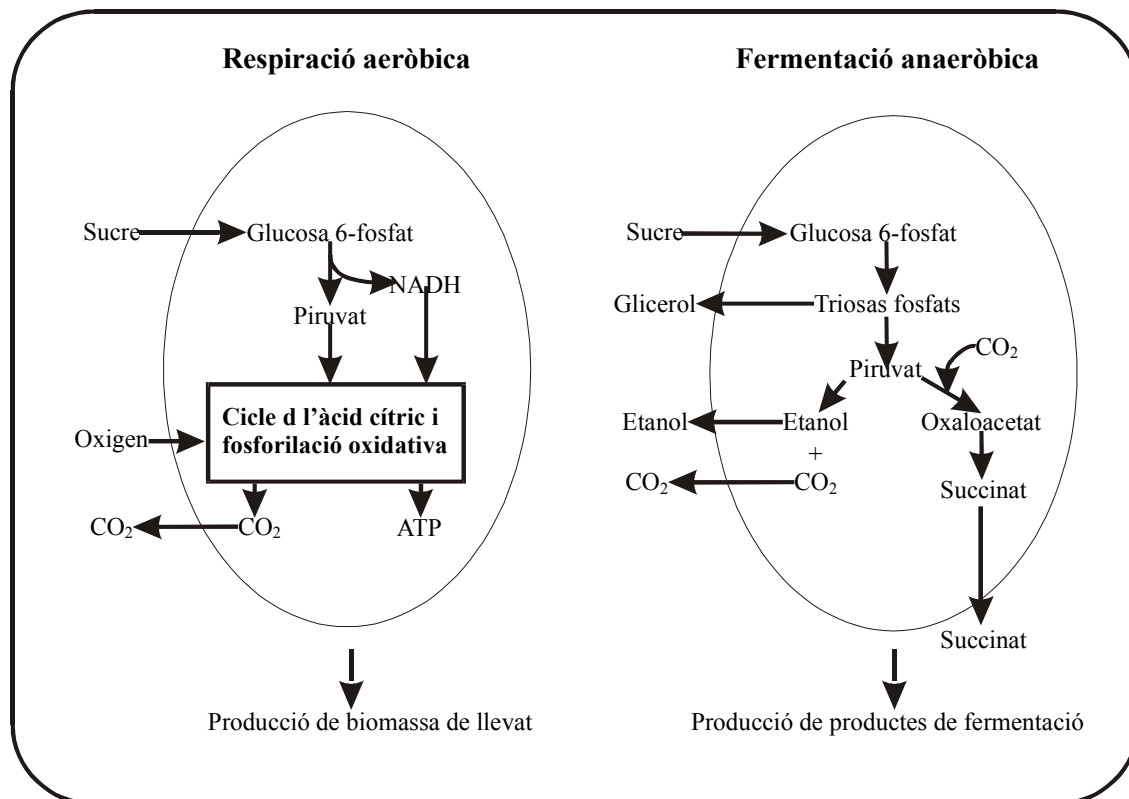 Respiració aeròbica
Sucre
Glucosa 6-fosfat
NADH
Piruvat
Cicle d l’àcid cítric i
fosforilació oxidativa
Oxigen
CO₂
CO₂
ATP
Producció de biomassa de llevat
Fermentació anaeròbica
Sucre
Glucosa 6-fosfat
Glicerol
Triosas fosfats
CO₂
Piruvat
Etanol
Etanol
Oxaloacetat
+
CO₂
CO₂
Succinat
Succinat
Producció de productes de fermentació